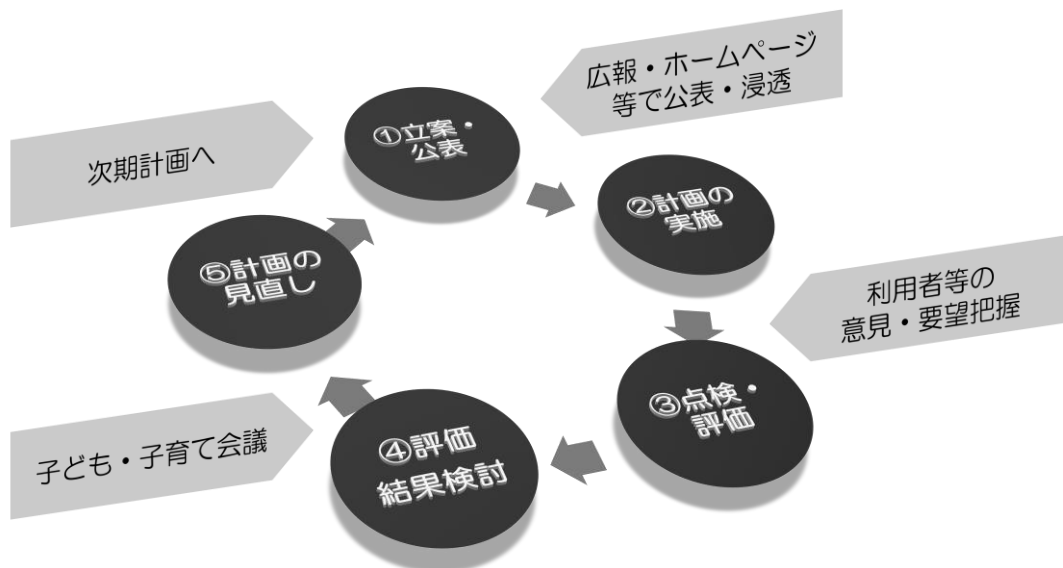 ①立案・
公表
広報・ホームページ
等で公表・浸透
②計画の
実施
利用者等の
意見・要望把握
③点検・
評価
④評価
結果検討
子ども・子育て会議
⑤計画の
見直し
次期計画へ